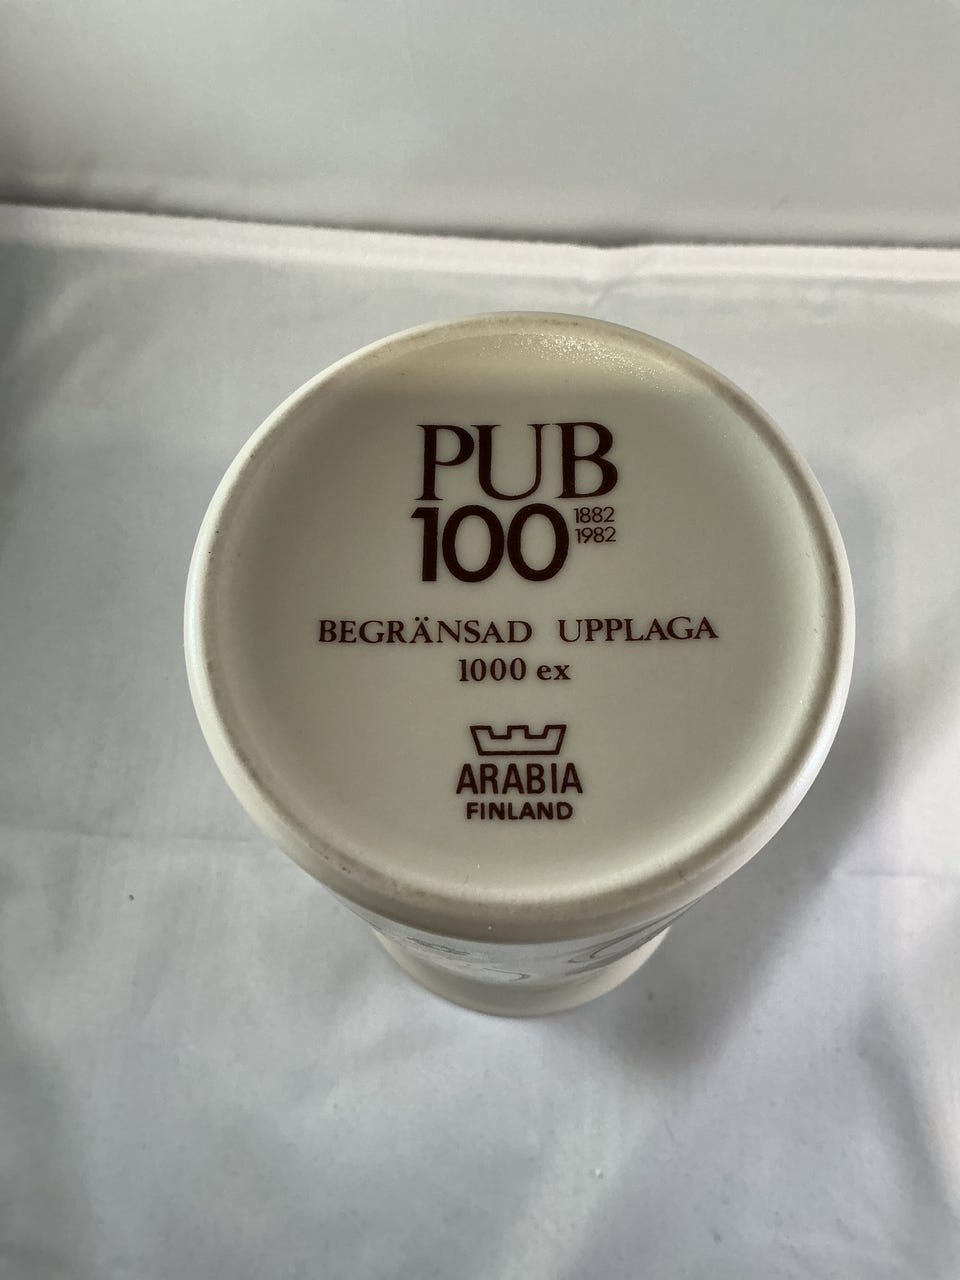 PUB
100 1882
1982
BEGRÄNSAD UPPLAGA
1000 ex
ARABIA
FINLAND